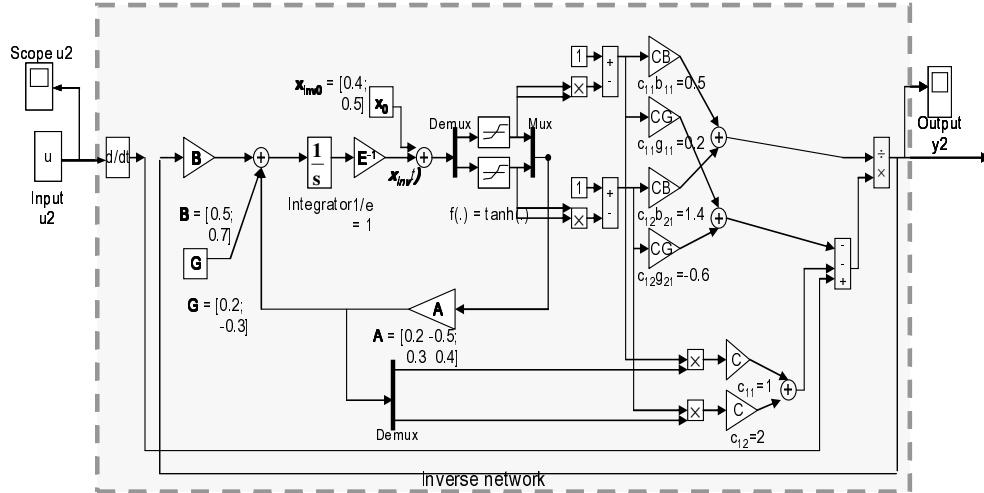 Scope u2
u
Input
u2
d/dt
B
B = [0.5;
0.7]
G
G = [0.2;
-0.3]
1
s
Integrator1/e
= 1
E-1
xinv0 = [0.4;
0.5]
x0
Demux
Mux
f(.) = tanh(.)
A
A = [0.2 -0.5;
0.3 0.4]
Demux
1
×
+
-
CB
c11b11=0.5
CG
c11g11=0.2
1
×
+
-
CB
c12b21=1.4
CG
c12g21=-0.6
×
C
c11=1
×
C
c12=2
-
-
+
÷
×
Output
y2
Inverse network